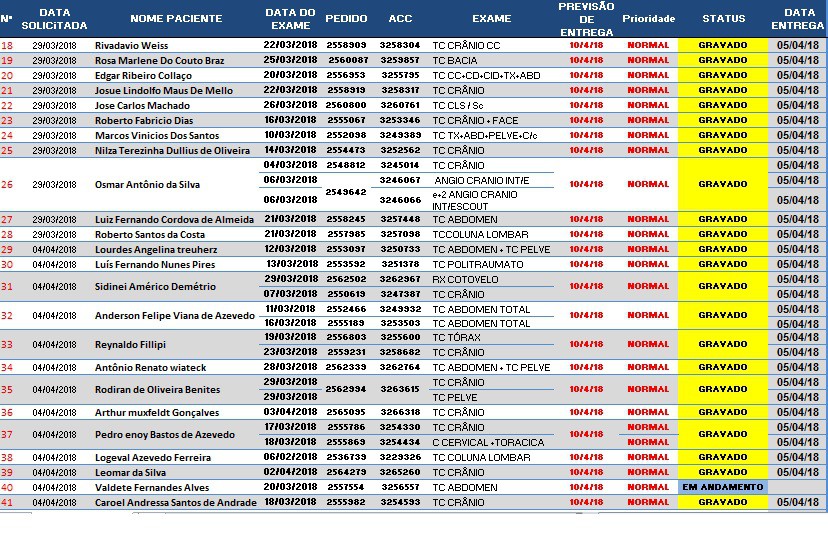 Nº DATA SOLICITADA NOME PACIENTE DATA DO EXAME PEDIDO ACC EXAME PREVISÃO DE ENTREGA Prioridade STATUS DATA ENTREGA
18 29/03/2018 Rivadavio Weiss 22/03/2018 2558909 3258304 TC CRÂNIO CC 10/4/18 NORMAL GRAVADO 05/04/18
19 29/03/2018 Rosa Marlene Do Couto Braz 25/03/2018 2560087 3259857 TC BACIA 10/4/18 NORMAL GRAVADO 05/04/18
20 29/03/2018 Edgar Ribeiro Collaço 20/03/2018 2556953 3255795 TC CC+CD+CID+TX+ABD 10/4/18 NORMAL GRAVADO 05/04/18
21 29/03/2018 Josue Lindolfo Maus De Mello 22/03/2018 2558919 3258317 TC CRÂNIO 10/4/18 NORMAL GRAVADO 05/04/18
22 29/03/2018 Jose Carlos Machado 26/03/2018 2560800 3260761 TC CLS / Sc 10/4/18 NORMAL GRAVADO 05/04/18
23 29/03/2018 Roberto Fabricio Dias 16/03/2018 2555067 3253346 TC CRÂNIO + FACE 10/4/18 NORMAL GRAVADO 05/04/18
24 29/03/2018 Marcos Vinicios Dos Santos 10/03/2018 2552098 3249389 TC TX+ABD+PELVE+C/c 10/4/18 NORMAL GRAVADO 05/04/18
25 29/03/2018 Nilza Terezinha Dullius de Oliveira 14/03/2018 2554473 3252562 TC CRÂNIO 10/4/18 NORMAL GRAVADO 05/04/18
26 29/03/2018 Osmar Antônio da Silva 04/03/2018 2548812 3245014 TC CRÂNIO 10/4/18 NORMAL GRAVADO 05/04/18
06/03/2018 2549642 3246067 ANGIO CRANIO INT/E 05/04/18
06/03/2018 3246066 e+2 ANGIO CRANIO INT/ESCOUT 05/04/18
27 29/03/2018 Luiz Fernando Cordova de Almeida 21/03/2018 2558245 3257448 TC ABDOMEN 10/4/18 NORMAL GRAVADO 05/04/18
28 29/03/2018 Roberto Santos da Costa 21/03/2018 2557985 3257098 TCCOLUNA LOMBAR 10/4/18 NORMAL GRAVADO 05/04/18
29 04/04/2018 Lourdes Angelina treuherz 12/03/2018 2553097 3250733 TC ABDOMEN + TC PELVE 10/4/18 NORMAL GRAVADO 05/04/18
30 04/04/2018 Luís Fernando Nunes Pires 13/03/2018 2553592 3251378 TC POLITRAUMATO 10/4/18 NORMAL GRAVADO 05/04/18
31 04/04/2018 Sidinei Américo Demétrio 29/03/2018 2562502 3262967 RX COTOVELO 10/4/18 NORMAL GRAVADO 05/04/18
07/03/2018 2550619 3247387 TC CRÂNIO 05/04/18
32 04/04/2018 Anderson Felipe Viana de Azevedo 11/03/2018 2552466 3249932 TC ABDOMEN TOTAL 10/4/18 NORMAL GRAVADO 05/04/18
16/03/2018 2555189 3253503 TC ABDOMEN TOTAL 05/04/18
33 04/04/2018 Reynaldo Fillipi 19/03/2018 2556803 3255600 TC TÓRAX 10/4/18 NORMAL GRAVADO 05/04/18
23/03/2018 2559231 3258682 TC CRÂNIO 05/04/18
34 04/04/2018 Antônio Renato wiateck 28/03/2018 2562339 3262764 TC ABDOMEN + TC PELVE 10/4/18 NORMAL GRAVADO 05/04/18
35 04/04/2018 Rodiran de Oliveira Benites 29/03/2018 2562994 3263615 TC CRÂNIO 10/4/18 NORMAL GRAVADO 05/04/18
29/03/2018 TC PELVE 05/04/18
36 04/04/2018 Arthur muxfeldt Gonçalves 03/04/2018 2565095 3266318 TC CRÂNIO 10/4/18 NORMAL GRAVADO 05/04/18
37 04/04/2018 Pedro enoy Bastos de Azevedo 17/03/2018 2555786 3254330 TC CRÂNIO 10/4/18 NORMAL GRAVADO 05/04/18
18/03/2018 2555869 3254434 C CERVICAL +TORACICA NORMAL 05/04/18
38 04/04/2018 Logeval Azevedo Ferreira 06/02/2018 2536739 3229326 TC COLUNA LOMBAR 10/4/18 NORMAL GRAVADO 05/04/18
39 04/04/2018 Leomar da Silva 02/04/2018 2564279 3265260 TC CRÂNIO 10/4/18 NORMAL GRAVADO 05/04/18
40 04/04/2018 Valdete Fernandes Alves 20/03/2018 2557554 3256557 TC ABDOMEN 10/4/18 NORMAL EM ANDAMENTO
41 04/04/2018 Caroel Andressa Santos de Andrade 18/03/2018 2555982 3254593 TC CRÂNIO 10/4/18 NORMAL GRAVADO 05/04/18